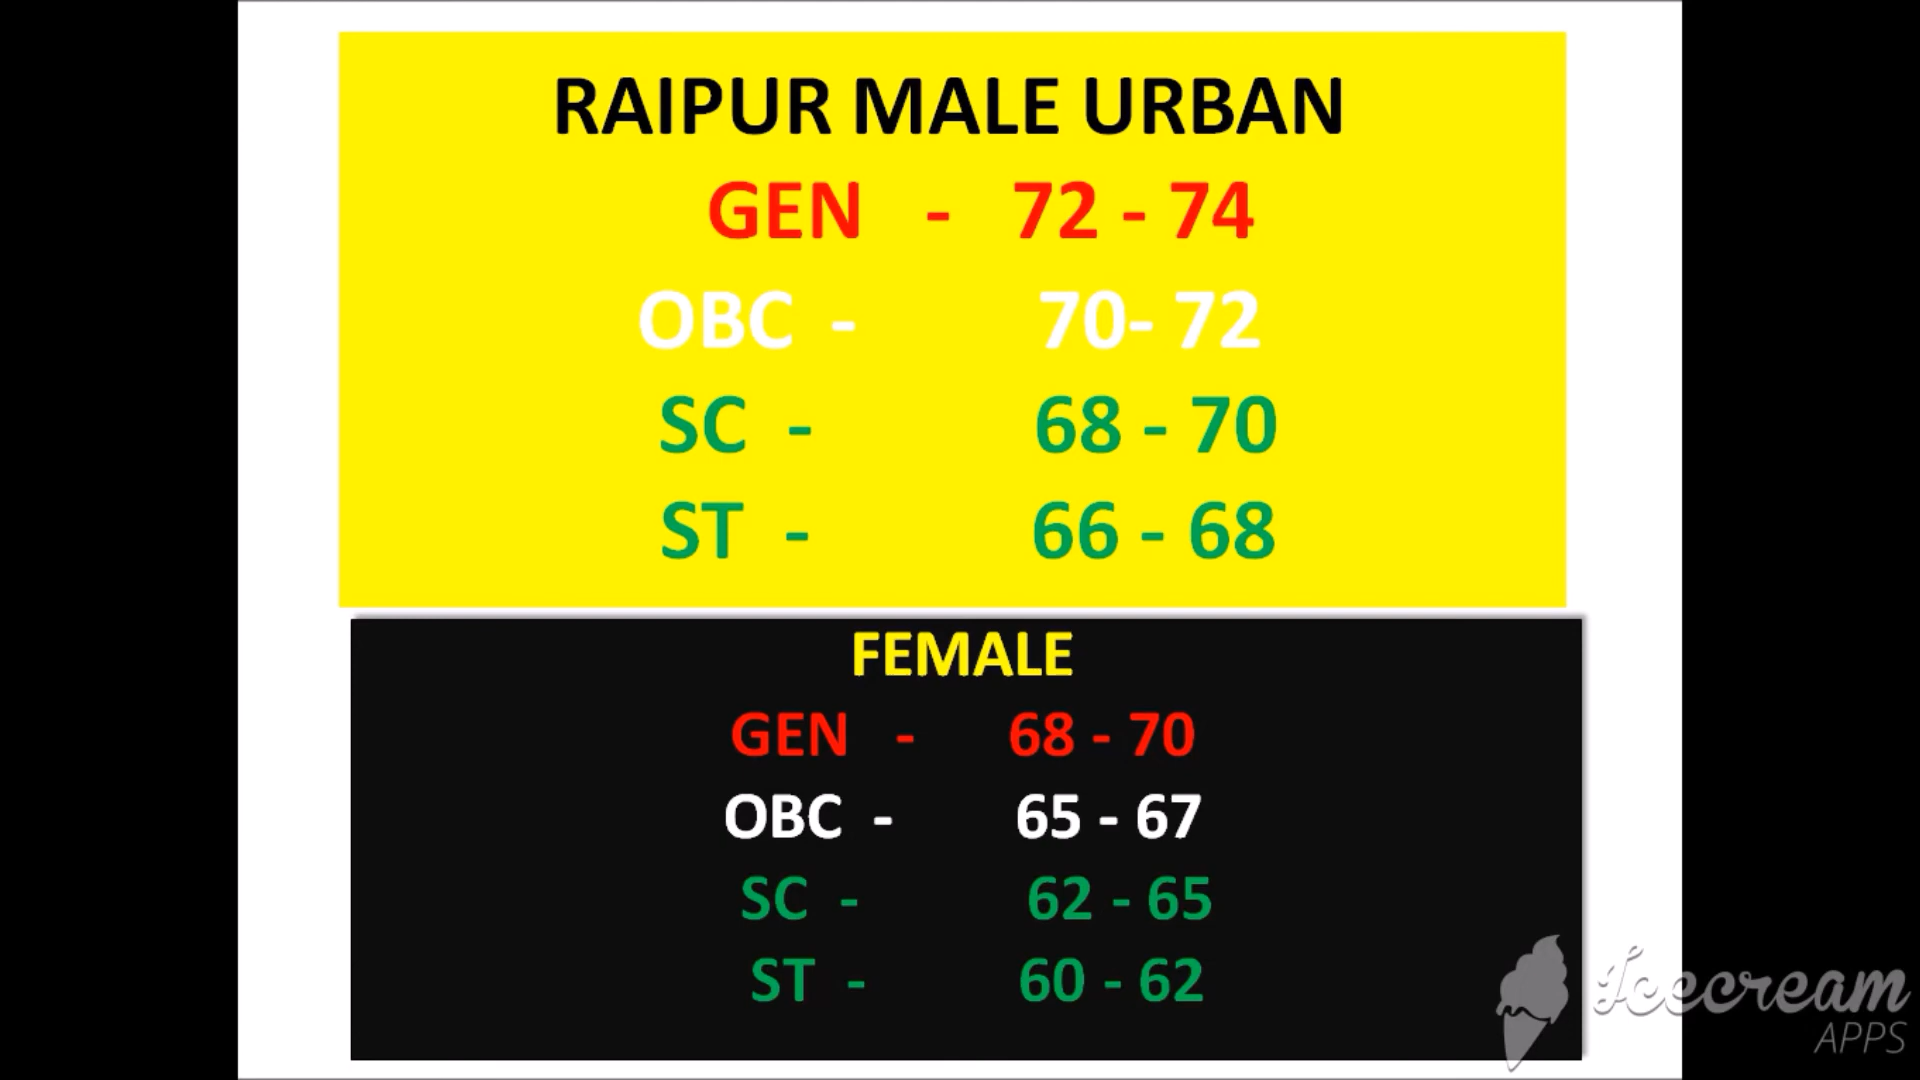 RAIPUR MALE URBAN
GEN - 72 - 74
OBC - 70- 72
SC - 68 - 70
ST - 66 - 68
FEMALE
GEN - 68 - 70
OBC - 65 - 67
SC - 62 - 65
ST - 60 - 62
Icecream
APPS